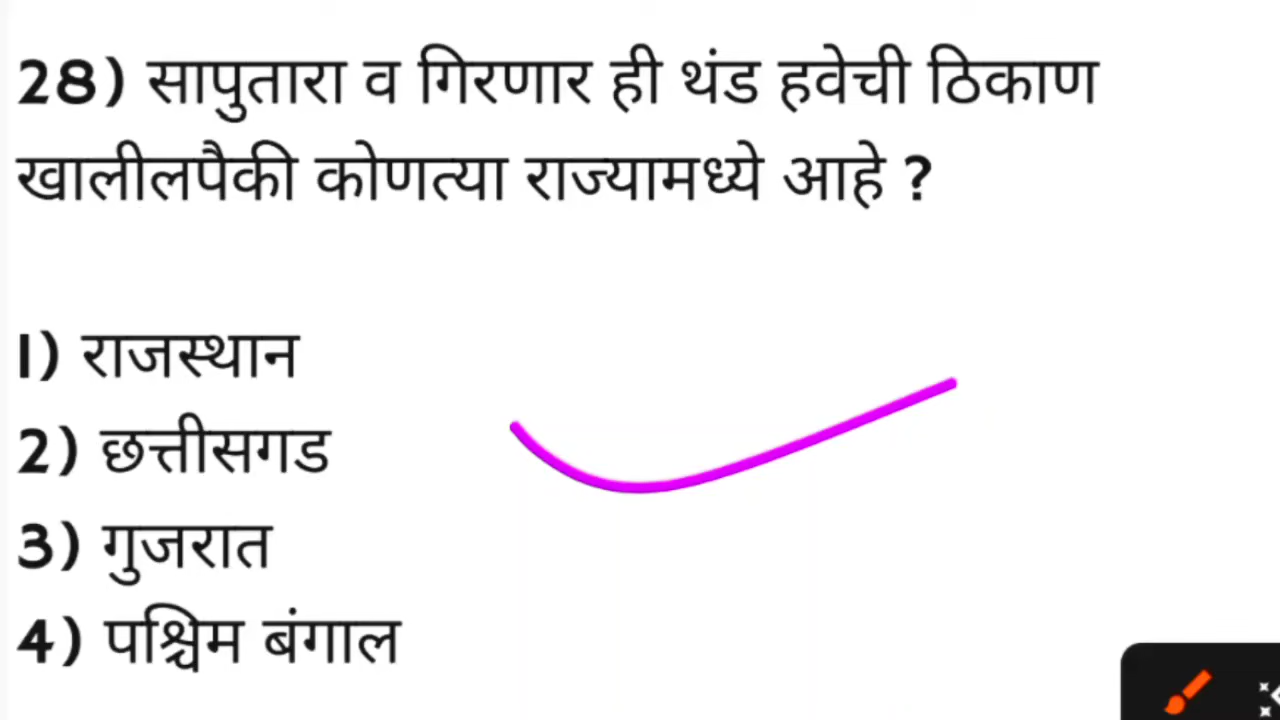 28) सापुतारा व गिरणार ही थंड हवेची ठिकाण
खालीलपैकी कोणत्या राज्यामध्ये आहे ?
1) राजस्थान
2) छत्तीसगड
3) गुजरात
4) पश्चिम बंगाल